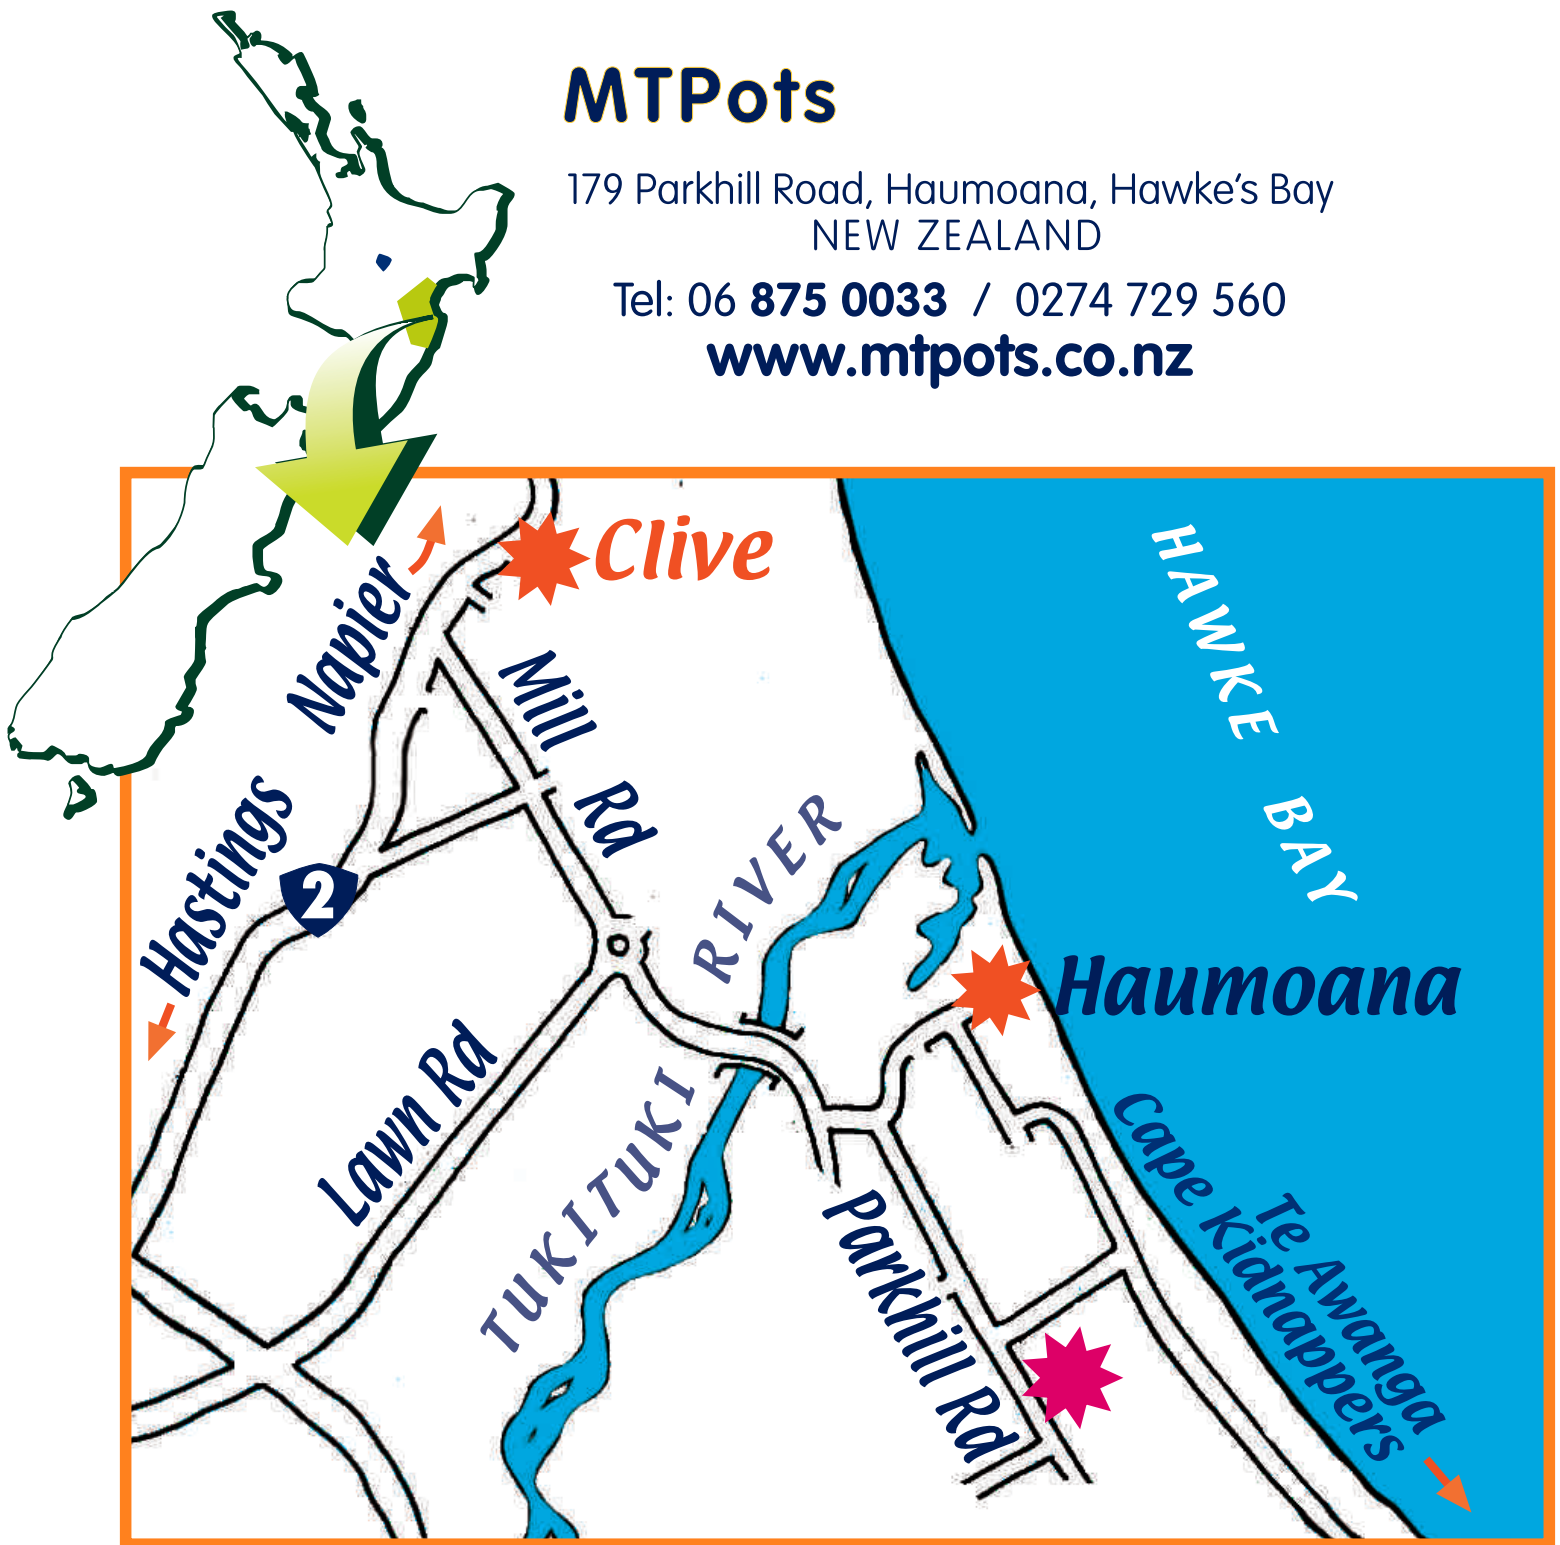 MTPots
179 Parkhill Road, Haumoana, Hawke's Bay
NEW ZEALAND
Tel: 06 875 0033 / 0274 729 560
www.mtpots.co.nz
Clive
Napier
HAWKE BAY
Mill Rd
Hastings
2
RIVER
Haumoana
Lawn Rd
TUKITUKI
Te Awanga
Cape Kidnappers
Parkhill Rd